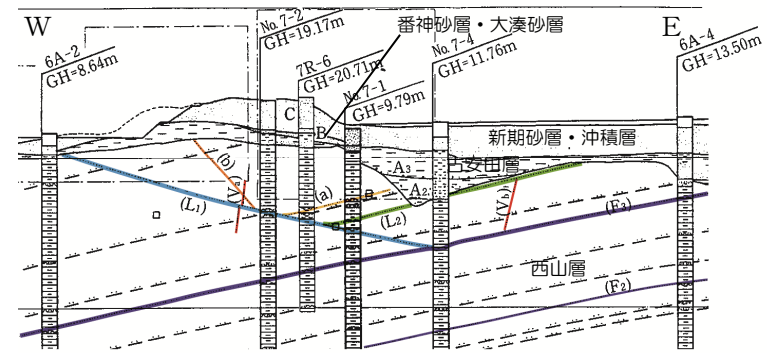 W
E
6A-2
GH=8.64m
No. 7-2
GH=19.17m
7R-6
GH=20.71m
No. 7-1
GH=9.79m
番神砂層・大湊砂層
No. 7-4
GH=11.76m
6A-4
GH=13.50m
C
B
新期砂層・沖積層
A3
古安田層
A2
(b)
(a)
(L1)
(L2)
(F3)
西山層
(F2)